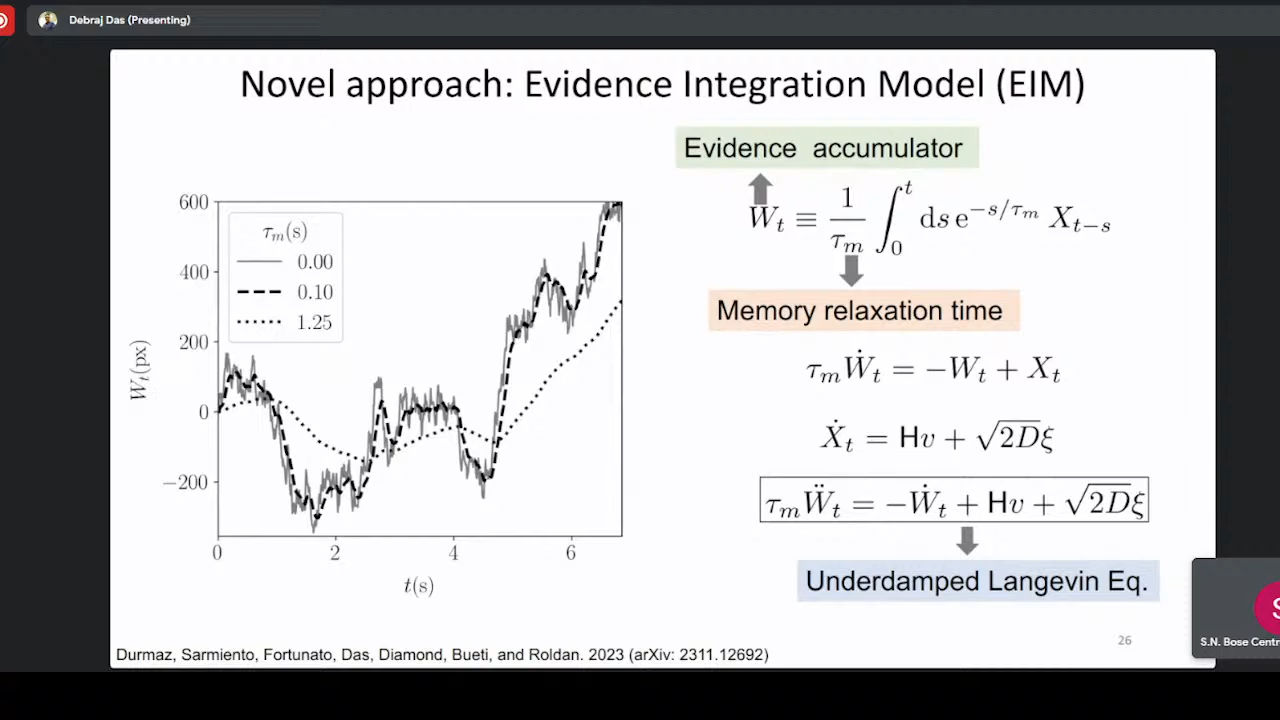 Debraj Das (Presenting)
Novel approach: Evidence Integration Model (EIM)
Evidence accumulator
W_t ≡ 1/τ_m ∫_0^t ds e^{-s/τ_m} X_{t-s}
Memory relaxation time
τ_m Ẇ_t = −W_t + X_t
Ẋ_t = Hv + √2D ξ
τ_m Ẅ_t = −Ẇ_t + Hv + √2D ξ
Underdamped Langevin Eq.
τ_m(s)
0.00
0.10
1.25
600
400
200
0
−200
W_t(px)
0 2 4 6
t(s)
26
Durmaz, Sarmiento, Fortunato, Das, Diamond, Bueti, and Roldan. 2023 (arXiv: 2311.12692)
S
S.N. Bose Centr